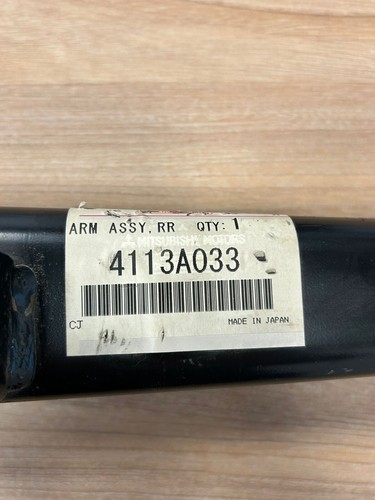 ARM ASSY,RR QTY:1
MITSUBISHI MOTORS
4113A033
CJ
MADE IN JAPAN